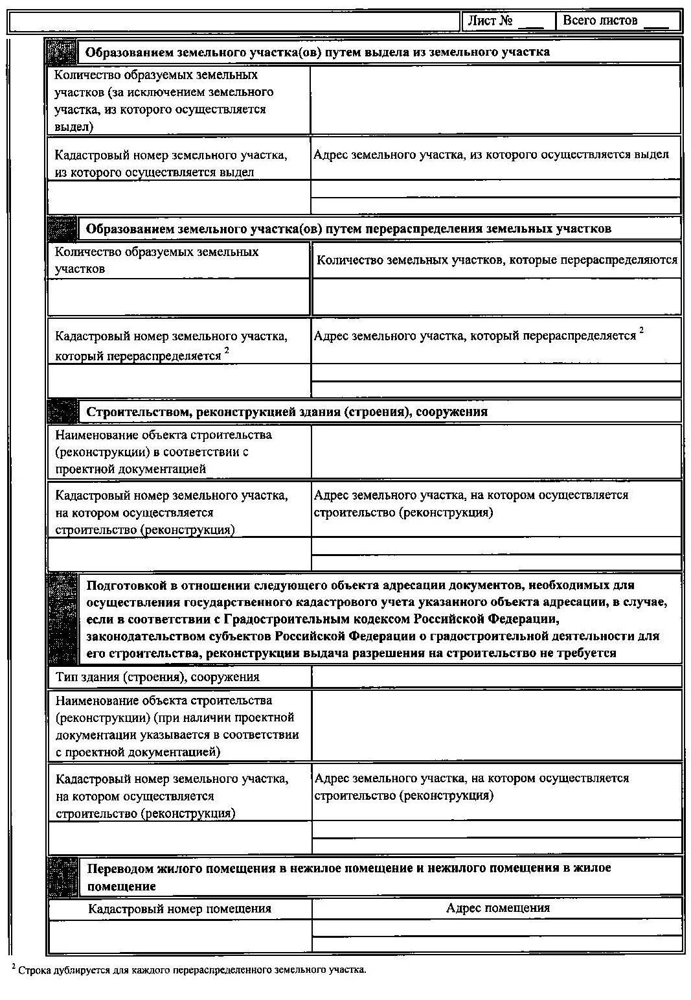 Лист № ____ Всего листов ____
Образованием земельного участка(ов) путем выдела из земельного участка
Количество образуемых земельных
участков (за исключением земельного
участка, из которого осуществляется
выдел)
Кадастровый номер земельного участка,
из которого осуществляется выдел
Адрес земельного участка, из которого осуществляется выдел
Образованием земельного участка(ов) путем перераспределения земельных участков
Количество образуемых земельных
участков
Количество земельных участков, которые перераспределяются
Кадастровый номер земельного участка,
который перераспределяется ²
Адрес земельного участка, который перераспределяется ²
Строительством, реконструкцией здания (строения), сооружения
Наименование объекта строительства
(реконструкции) в соответствии с
проектной документацией
Кадастровый номер земельного участка,
на котором осуществляется
строительство (реконструкция)
Адрес земельного участка, на котором осуществляется
строительство (реконструкция)
Подготовкой в отношении следующего объекта адресации документов, необходимых для
осуществления государственного кадастрового учета указанного объекта адресации, в случае,
если в соответствии с Градостроительным кодексом Российской Федерации,
законодательством субъектов Российской Федерации о градостроительной деятельности для
его строительства, реконструкции выдача разрешения на строительство не требуется
Тип здания (строения), сооружения
Наименование объекта строительства
(реконструкции) (при наличии проектной
документации указывается в соответствии
с проектной документацией)
Кадастровый номер земельного участка,
на котором осуществляется
строительство (реконструкция)
Адрес земельного участка, на котором осуществляется
строительство (реконструкция)
Переводом жилого помещения в нежилое помещение и нежилого помещения в жилое
помещение
Кадастровый номер помещения
Адрес помещения
² Строка дублируется для каждого перераспределенного земельного участка.